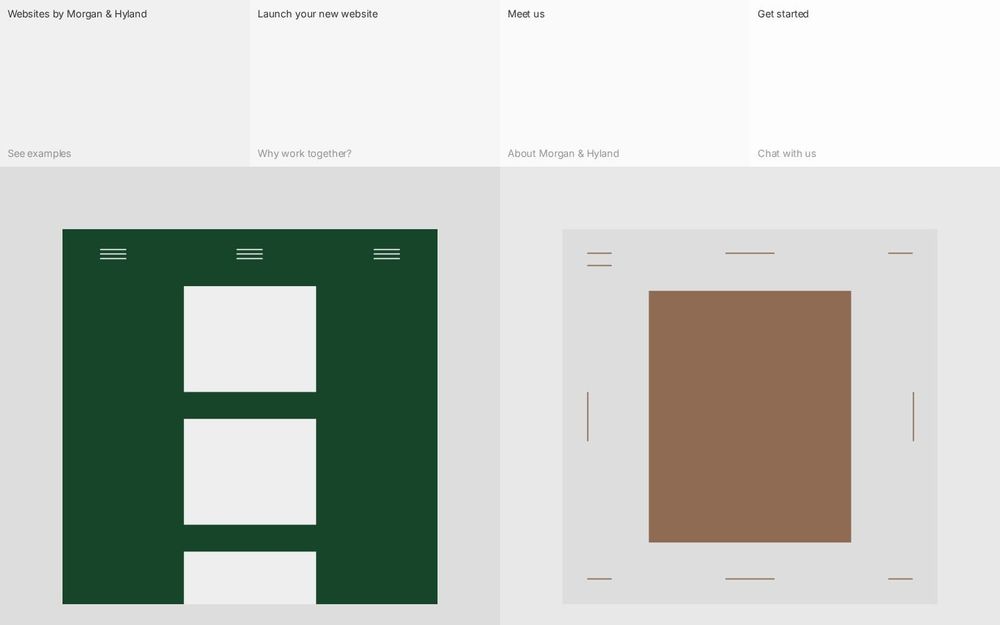 Websites by Morgan & Hyland
Launch your new website
Meet us
Get started
See examples
Why work together?
About Morgan & Hyland
Chat with us